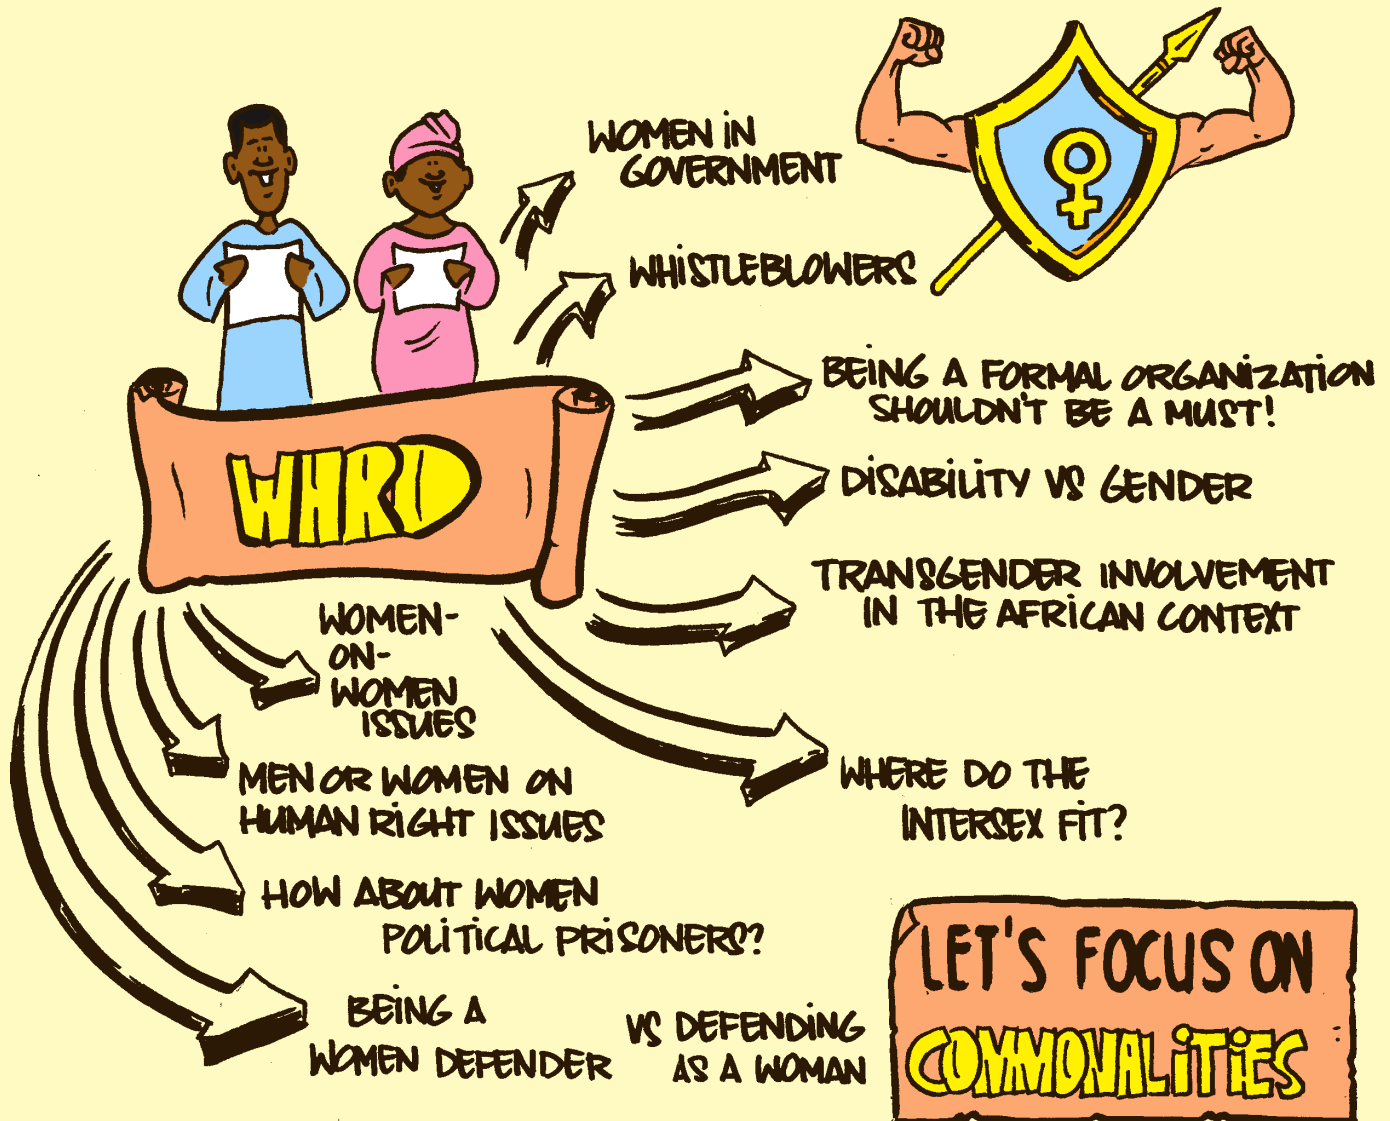 WOMEN IN
GOVERNMENT
WHISTLEBLOWERS
BEING A FORMAL ORGANIZATION
SHOULDN'T BE A MUST!
DISABILITY VS GENDER
TRANSGENDER INVOLVEMENT
IN THE AFRICAN CONTEXT
WHRD
WOMEN-
ON-
WOMEN
ISSUES
MEN OR WOMEN ON
HUMAN RIGHT ISSUES
WHERE DO THE
INTERSEX FIT?
HOW ABOUT WOMEN
POLITICAL PRISONERS?
BEING A
WOMEN DEFENDER
VS DEFENDING
AS A WOMAN
LET'S FOCUS ON
COMMONALITIES